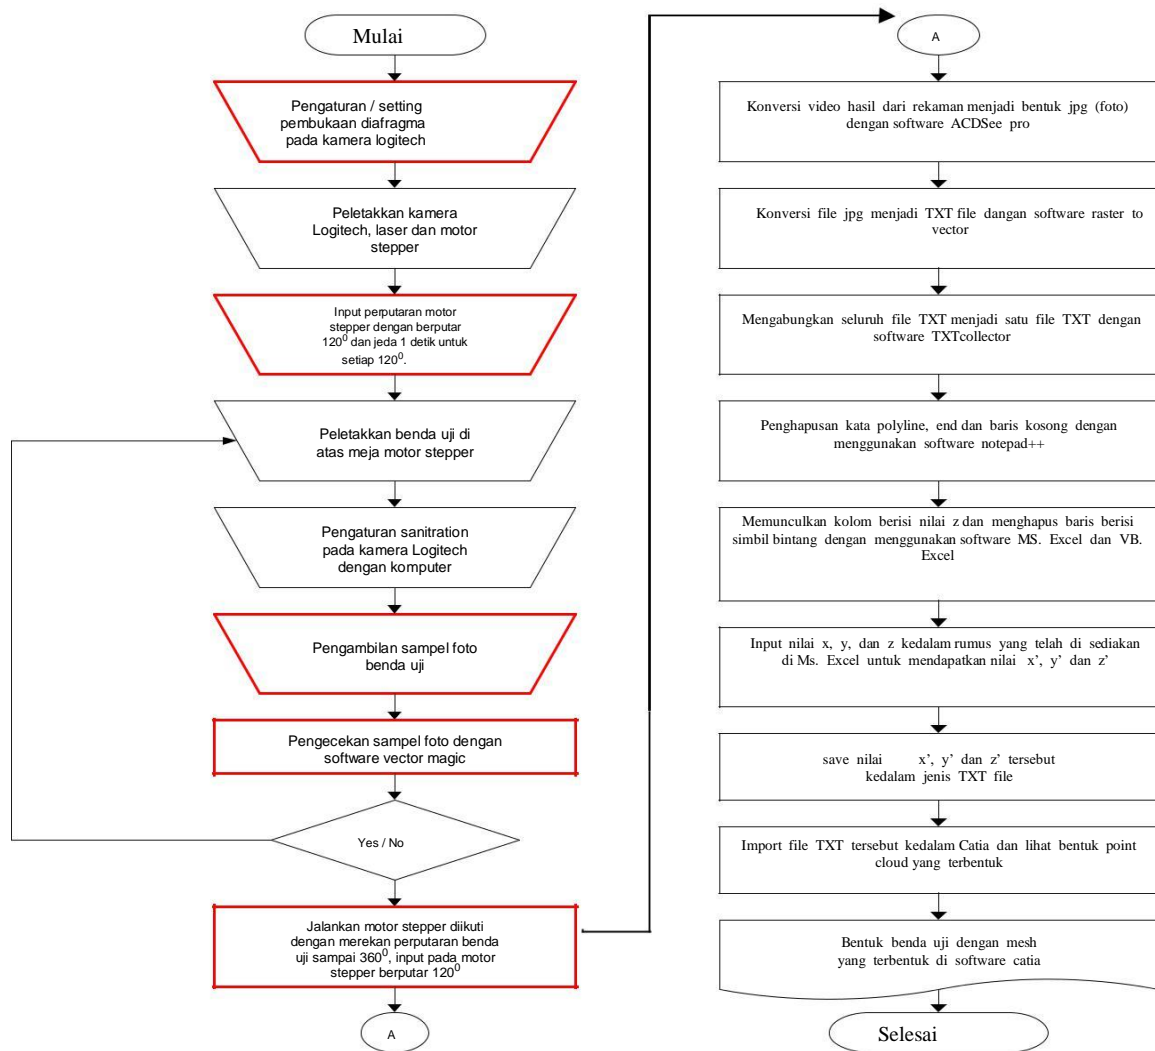 Mulai
Pengaturan / setting
pembukaan diafragma
pada kamera logitech
Peletakkan kamera
Logitech, laser dan motor
stepper
Input perputaran motor
stepper dengan berputar
120⁰ dan jeda 1 detik untuk
setiap 120⁰.
Peletakkan benda uji di
atas meja motor stepper
Pengaturan sanitration
pada kamera Logitech
dengan komputer
Pengambilan sampel foto
benda uji
Pengecekan sampel foto dengan
software vector magic
Yes / No
Jalankan motor stepper diikuti
dengan merekan perputaran benda
uji sampai 360⁰, input pada motor
stepper berputar 120⁰
A
A
Konversi video hasil dari rekaman menjadi bentuk jpg (foto)
dengan software ACDSee pro
Konversi file jpg menjadi TXT file dangan software raster to
vector
Mengabungkan seluruh file TXT menjadi satu file TXT dengan
software TXTcollector
Penghapusan kata polyline, end dan baris kosong dengan
menggunakan software notepad++
Memunculkan kolom berisi nilai z dan menghapus baris berisi
simbil bintang dengan menggunakan software MS. Excel dan VB.
Excel
Input nilai x, y, dan z kedalam rumus yang telah di sediakan
di Ms. Excel untuk mendapatkan nilai x’, y’ dan z’
save nilai x’, y’ dan z’ tersebut
kedalam jenis TXT file
Import file TXT tersebut kedalam Catia dan lihat bentuk point
cloud yang terbentuk
Bentuk benda uji dengan mesh
yang terbentuk di software catia
Selesai